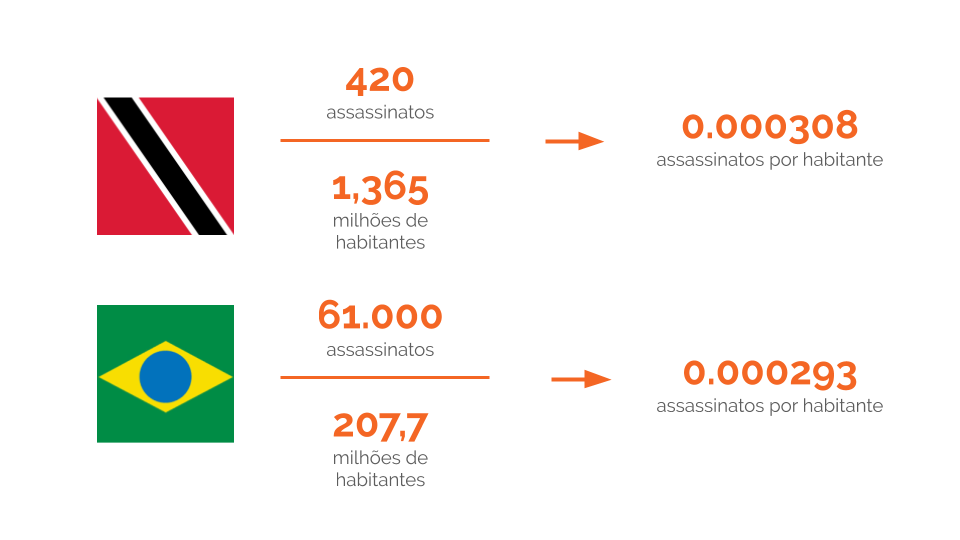 420
assassinatos
1,365
milhões de
habitantes
0.000308
assassinatos por habitante
61.000
assassinatos
207,7
milhões de
habitantes
0.000293
assassinatos por habitante